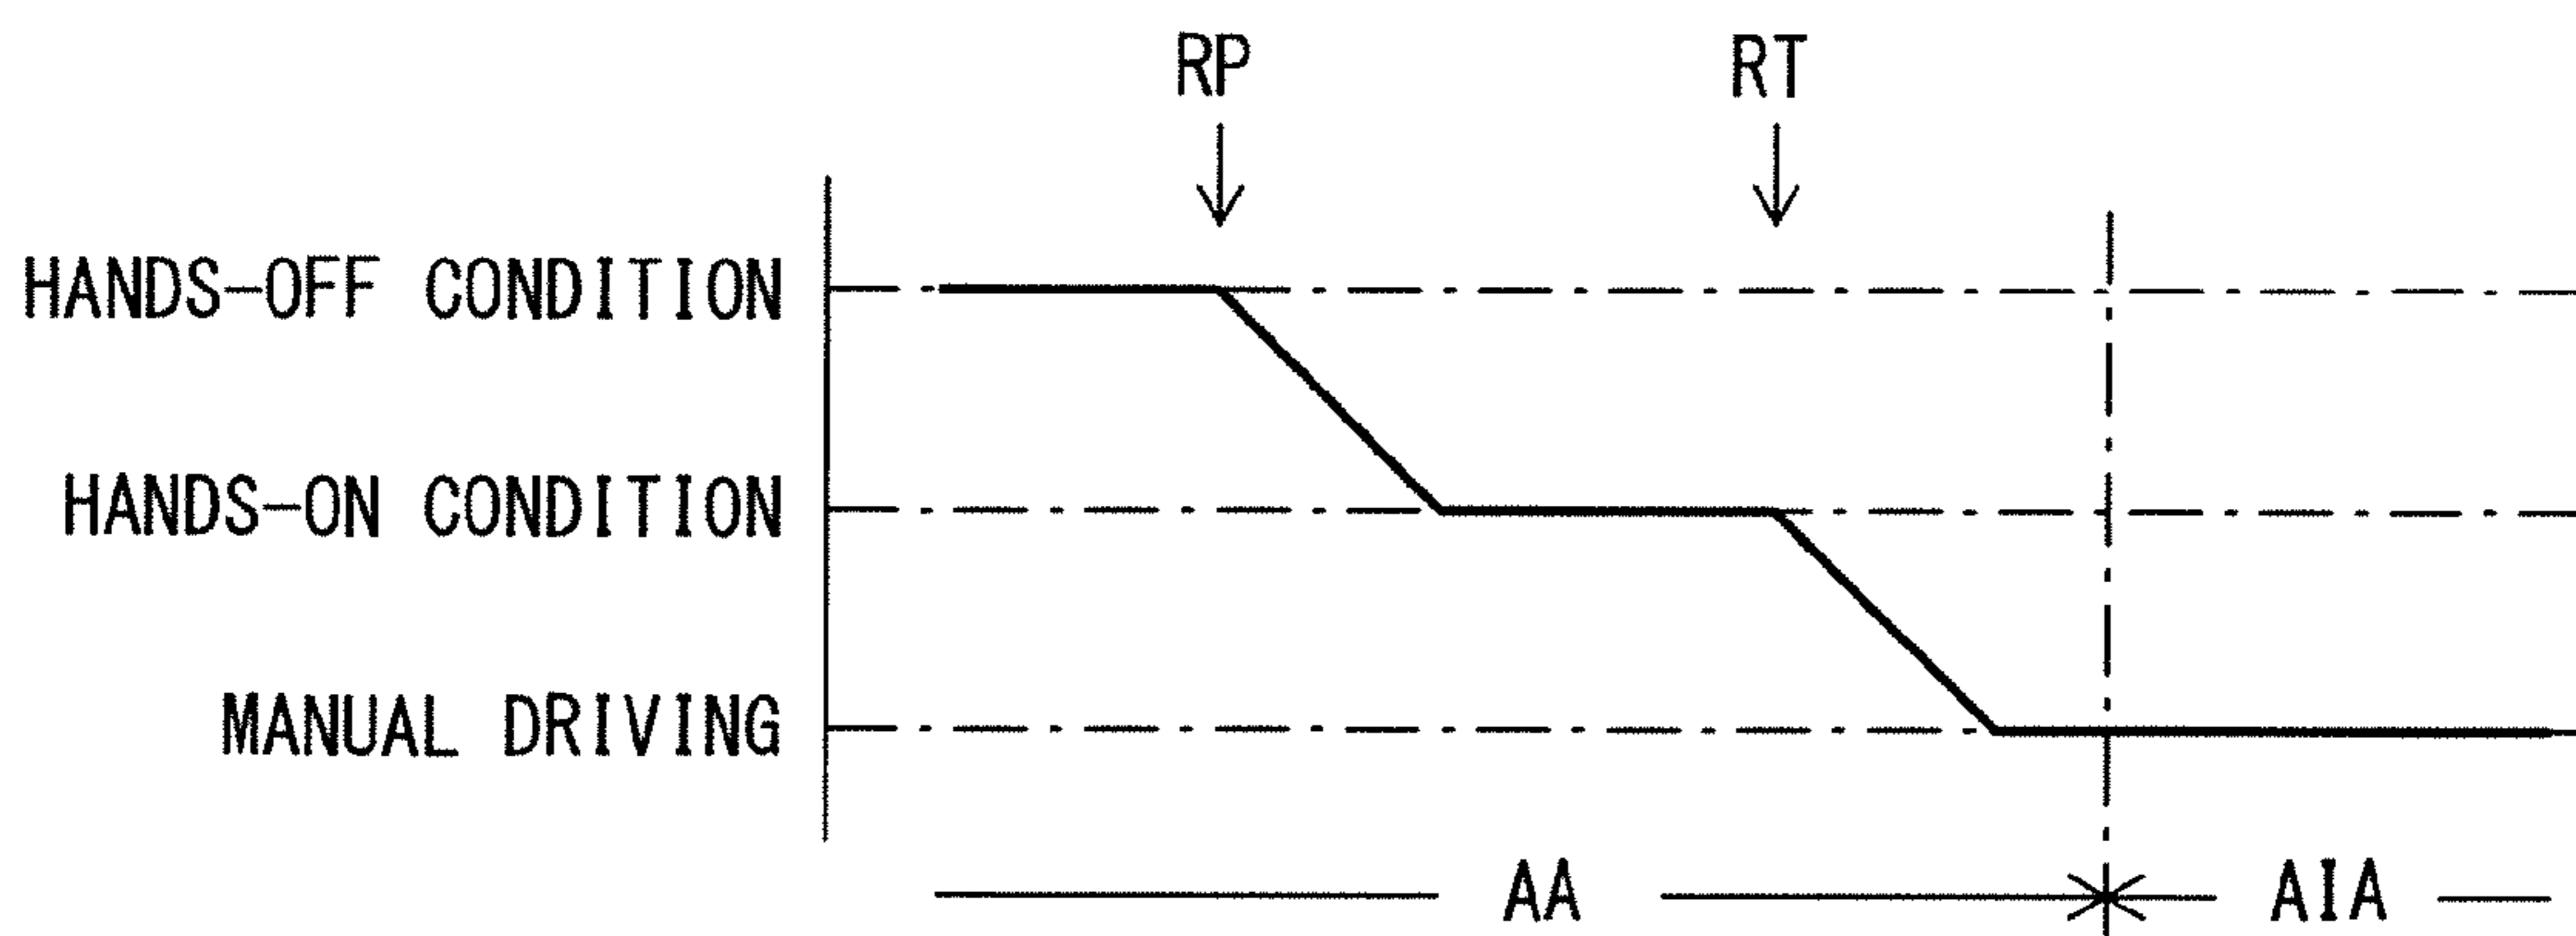 RP RT
HANDS-OFF CONDITION
HANDS-ON CONDITION
MANUAL DRIVING
AA AIA